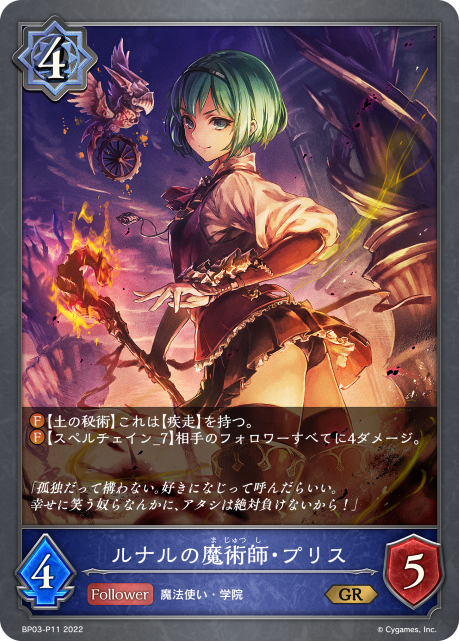 4
F【土の秘術】これは【疾走】を持つ。
F【スペルチェイン_7】相手のフォロワーすべてに4ダメージ。
「孤独だって構わない。好きになじって呼んだらいい。
幸せに笑う奴らなんかに、アタシは絶対負けないから！」
まじゅつし
ルナルの魔術師・プリス
4
Follower 魔法使い・学院
GR
5
BP03-P11 2022
© Cygames, Inc.